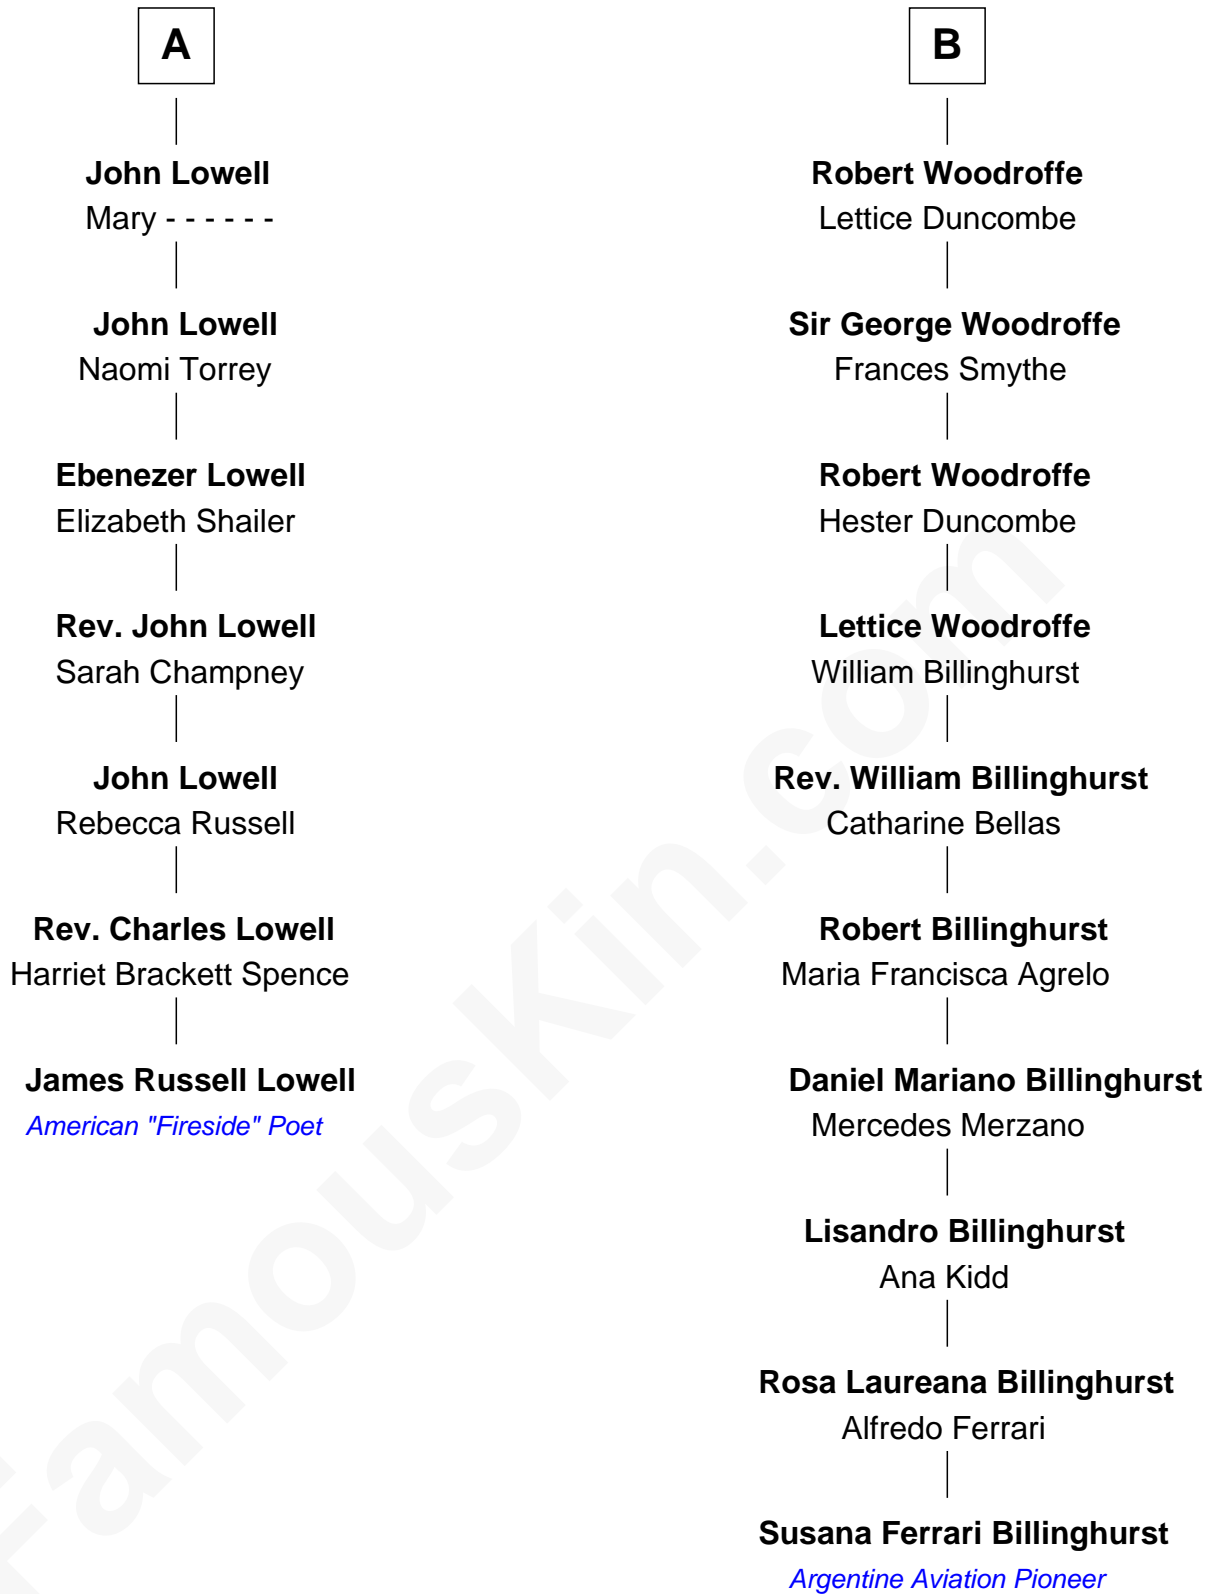 A
John Lowell
Mary - - - - - -
John Lowell
Naomi Torrey
Ebenezer Lowell
Elizabeth Shailer
Rev. John Lowell
Sarah Champney
John Lowell
Rebecca Russell
Rev. Charles Lowell
Harriet Brackett Spence
James Russell Lowell
American "Fireside" Poet
B
Robert Woodroffe
Lettice Duncombe
Sir George Woodroffe
Frances Smythe
Robert Woodroffe
Hester Duncombe
Lettice Woodroffe
William Billinghurst
Rev. William Billinghurst
Catharine Bellas
Robert Billinghurst
Maria Francisca Agrelo
Daniel Mariano Billinghurst
Mercedes Merzano
Lisandro Billinghurst
Ana Kidd
Rosa Laureana Billinghurst
Alfredo Ferrari
Susana Ferrari Billinghurst
Argentine Aviation Pioneer
FamousKin.com